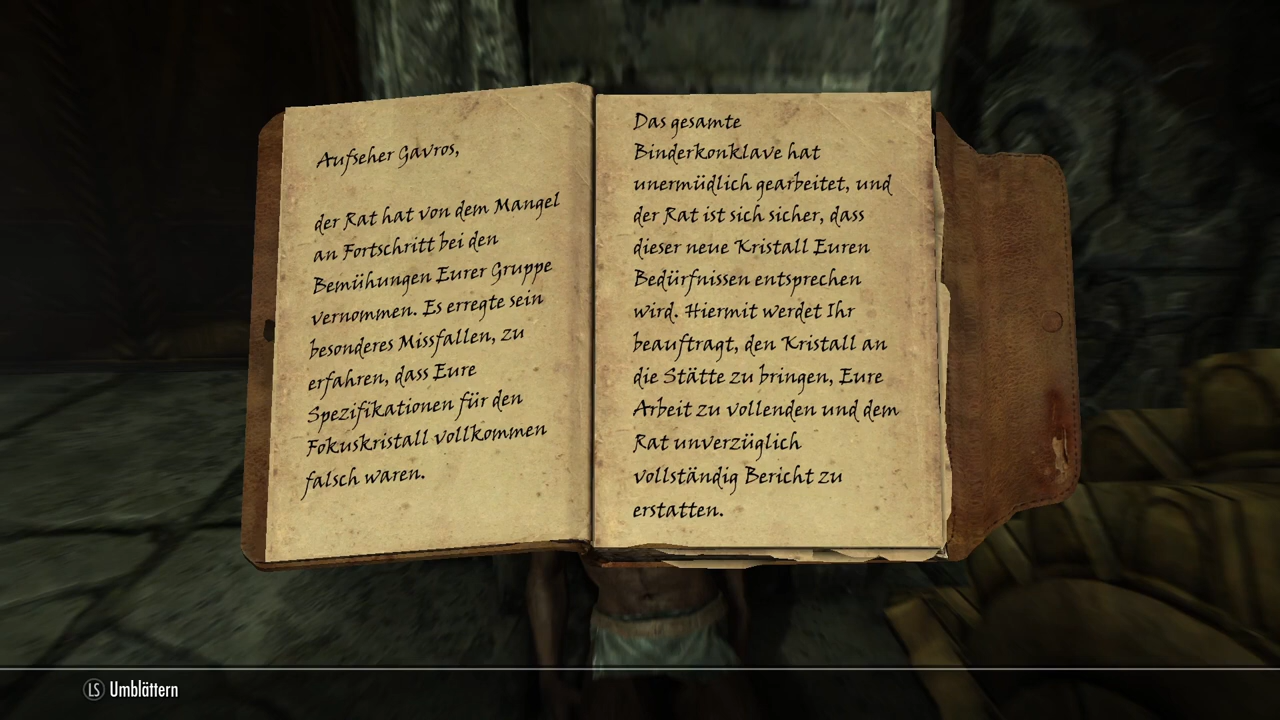 Aufseher Gavros,
der Rat hat von dem Mangel
an Fortschritt bei den
Bemühungen Eurer Gruppe
vernommen. Es erregte sein
besonderes Missfallen, zu
erfahren, dass Eure
Spezifikationen für den
Fokuskristall vollkommen
falsch waren.
Das gesamte
Binderkonklave hat
unermüdlich gearbeitet, und
der Rat ist sich sicher, dass
dieser neue Kristall Euren
Bedürfnissen entsprechen
wird. Hiermit werdet Ihr
beauftragt, den Kristall an
die Stätte zu bringen, Eure
Arbeit zu vollenden und dem
Rat unverzüglich
vollständig Bericht zu
erstatten.
LS Umblättern